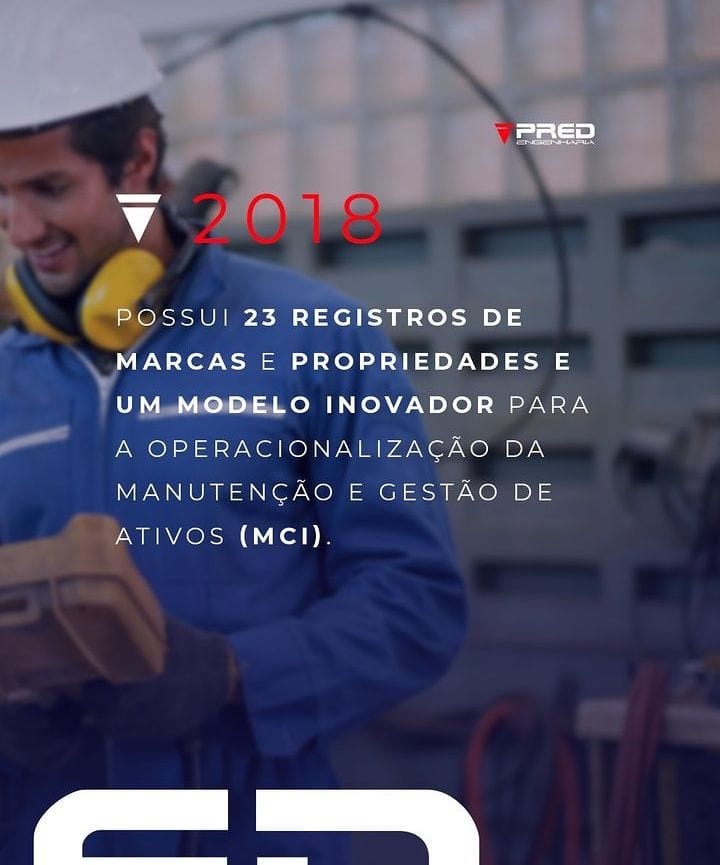 PRED
ENGENHARIA
2018
POSSUI 23 REGISTROS DE
MARCAS E PROPRIEDADES E
UM MODELO INOVADOR PARA
A OPERACIONALIZAÇÃO DA
MANUTENÇÃO E GESTÃO DE
ATIVOS (MCI).